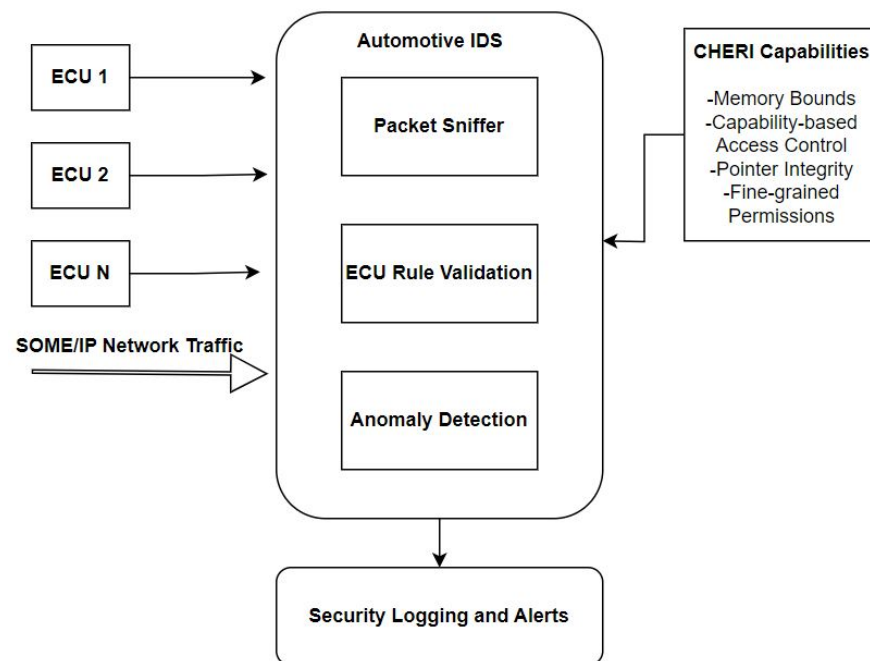 Automotive IDS
ECU 1
Packet Sniffer
ECU 2
ECU Rule Validation
ECU N
SOME/IP Network Traffic
Anomaly Detection
CHERI Capabilities
-Memory Bounds
-Capability-based
Access Control
-Pointer Integrity
-Fine-grained
Permissions
Security Logging and Alerts